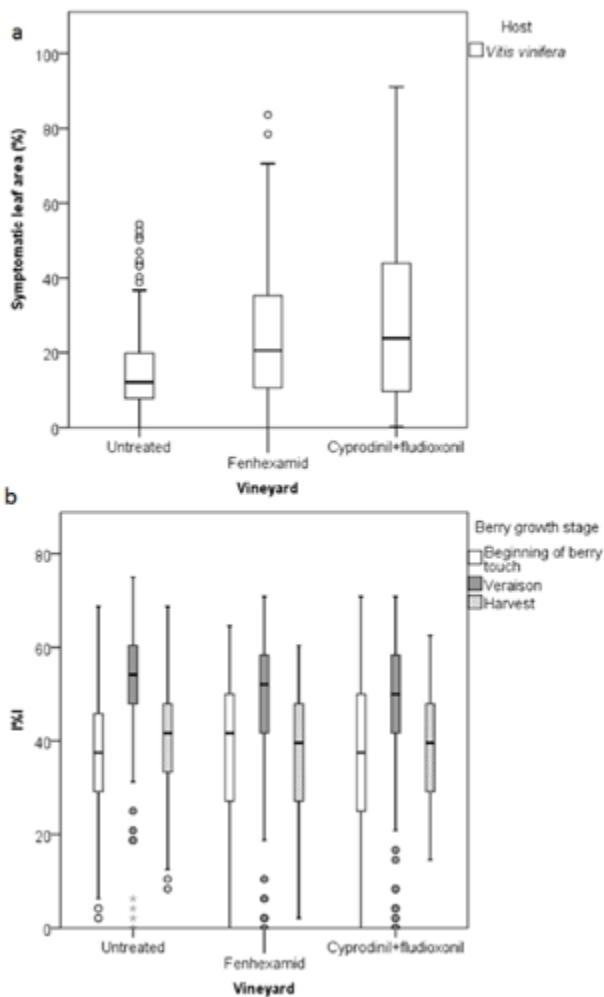 a
Host
Vitis vinifera
100
80
60
40
20
0
Symptomatic leaf area (%)
Untreated
Fenhexamid
Cyprodinil+fludioxonil
Vineyard
b
Berry growth stage
Beginning of berry
touch
Veraison
Harvest
80
60
40
20
0
Untreated
Fenhexamid
Cyprodinil+fludioxonil
Vineyard